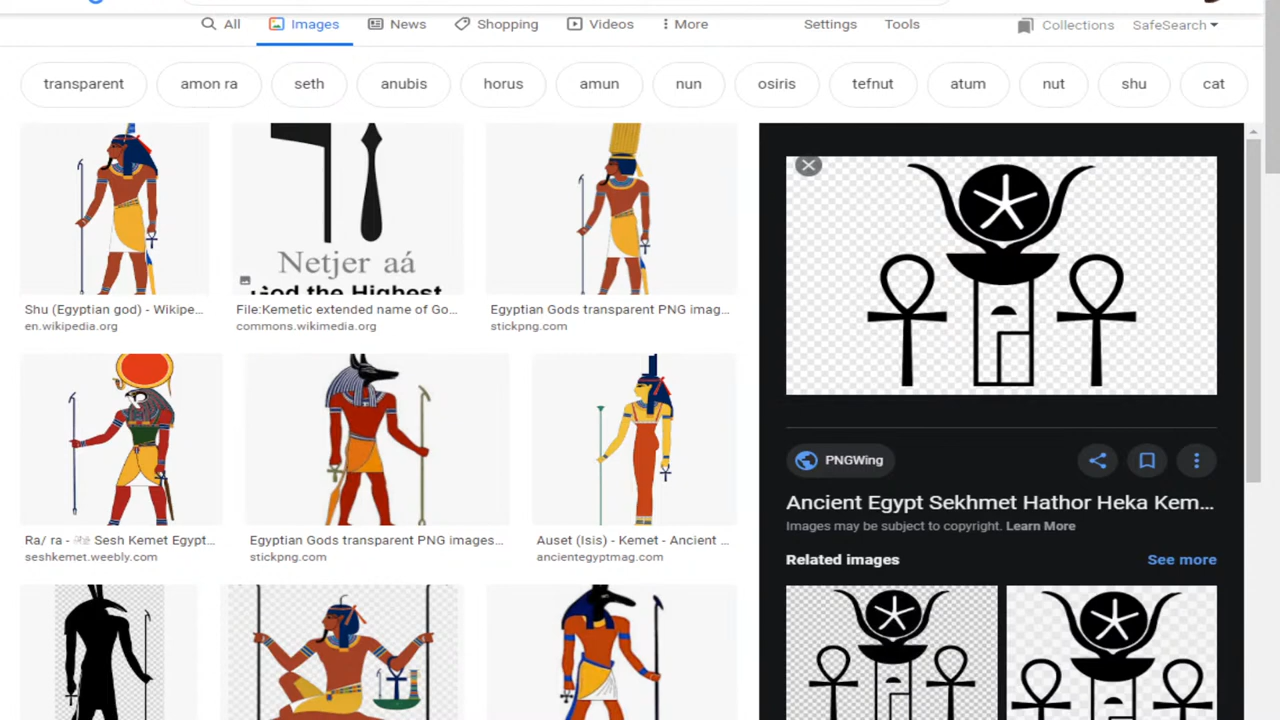 All Images News Shopping Videos More Settings Tools Collections SafeSearch
transparent amon ra seth anubis horus amun nun osiris tefnut atum nut shu cat
Netjer aá
God the Highest
Shu (Egyptian god) - Wikipe...
en.wikipedia.org
File:Kemetic extended name of Go...
commons.wikimedia.org
Egyptian Gods transparent PNG imag...
stickpng.com
Ra/ ra - Sesh Kemet Egypt...
seshkemet.weebly.com
Egyptian Gods transparent PNG images...
stickpng.com
Auset (Isis) - Kemet - Ancient ...
ancientegyptmag.com
PNGWing
Ancient Egypt Sekhmet Hathor Heka Kem...
Images may be subject to copyright. Learn More
Related images See more